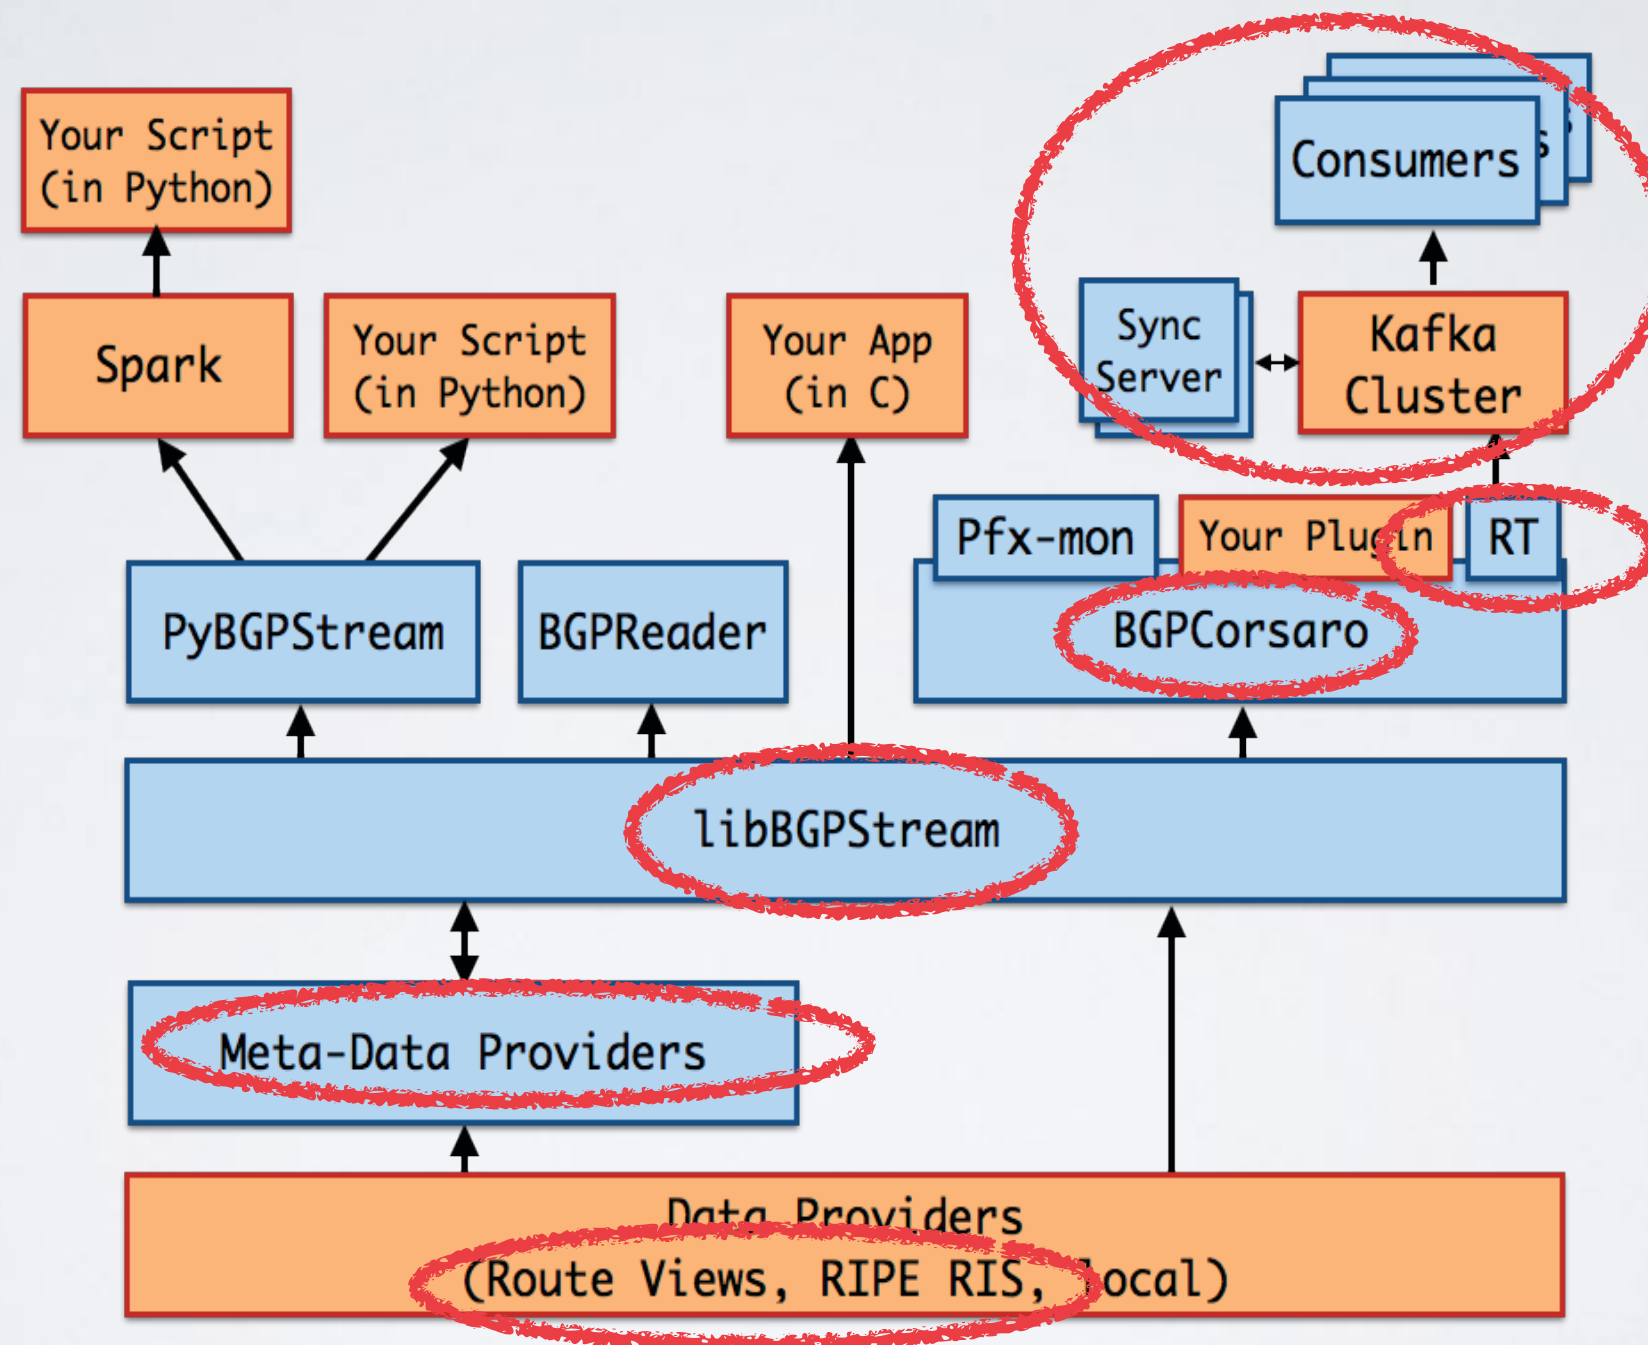 Your Script
(in Python)
Consumers
s
Spark
Your Script
(in Python)
Your App
(in C)
Sync
Server
Kafka
Cluster
Pfx-mon
Your Plugin
RT
PyBGPStream
BGPReader
BGPCorsaro
libBGPStream
Meta-Data Providers
Data Providers
(Route Views, RIPE RIS, local)